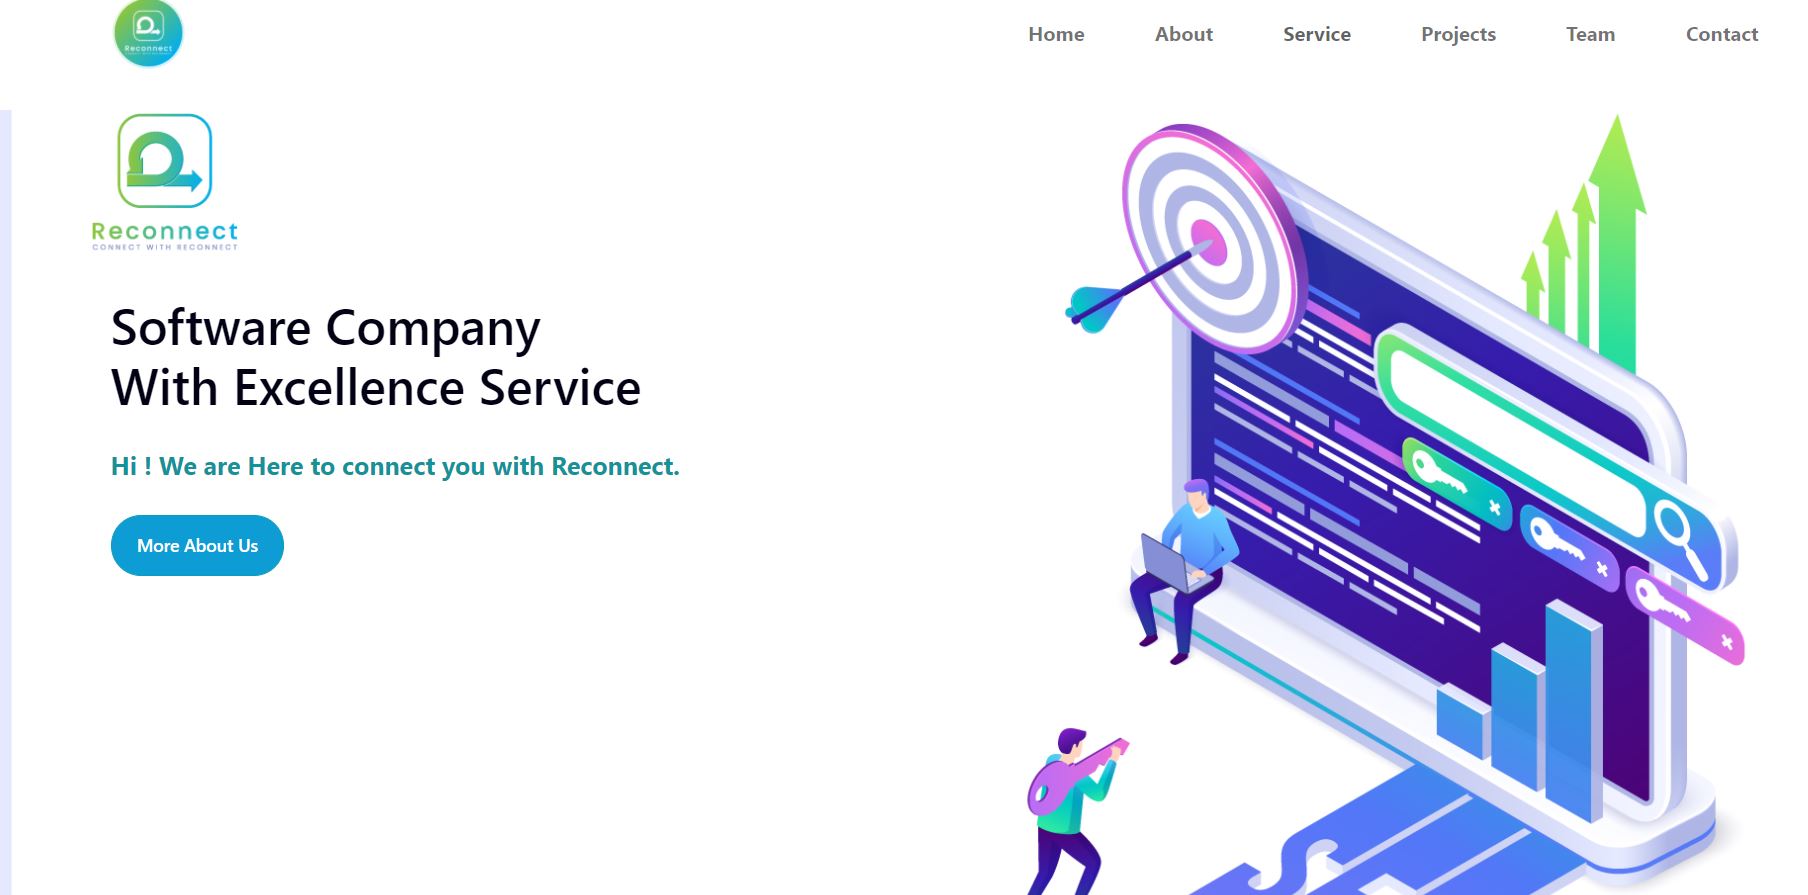 Reconnect
Home
About
Service
Projects
Team
Contact
Reconnect
CONNECT WITH RECONNECT
Software Company
With Excellence Service
Hi ! We are Here to connect you with Reconnect.
More About Us